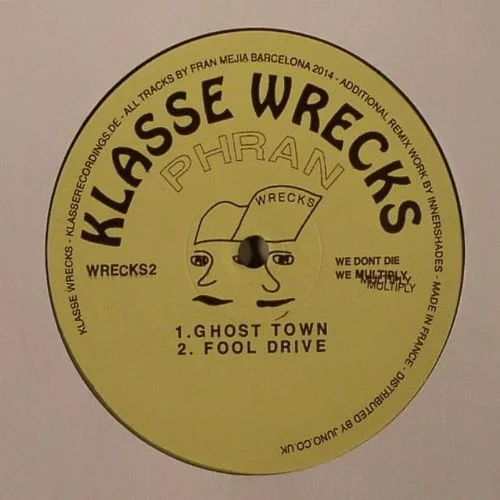 KLASSE WRECKS - KLASSERECORDINGS.DE - ALL TRACKS BY FRAN MEJIA BARCELONA 2014 - ADDITIONAL REMIX WORK BY INNERSHADES - MADE IN FRANCE - DISTRIBUTED BY JUNO.CO.UK
KLASSE WRECKS
PHRAN
WRECKS
WRECKS2
WE DONT DIE
WE MULTIPLY
MULTIPLY
MULTIPLY
1.GHOST TOWN
2. FOOL DRIVE